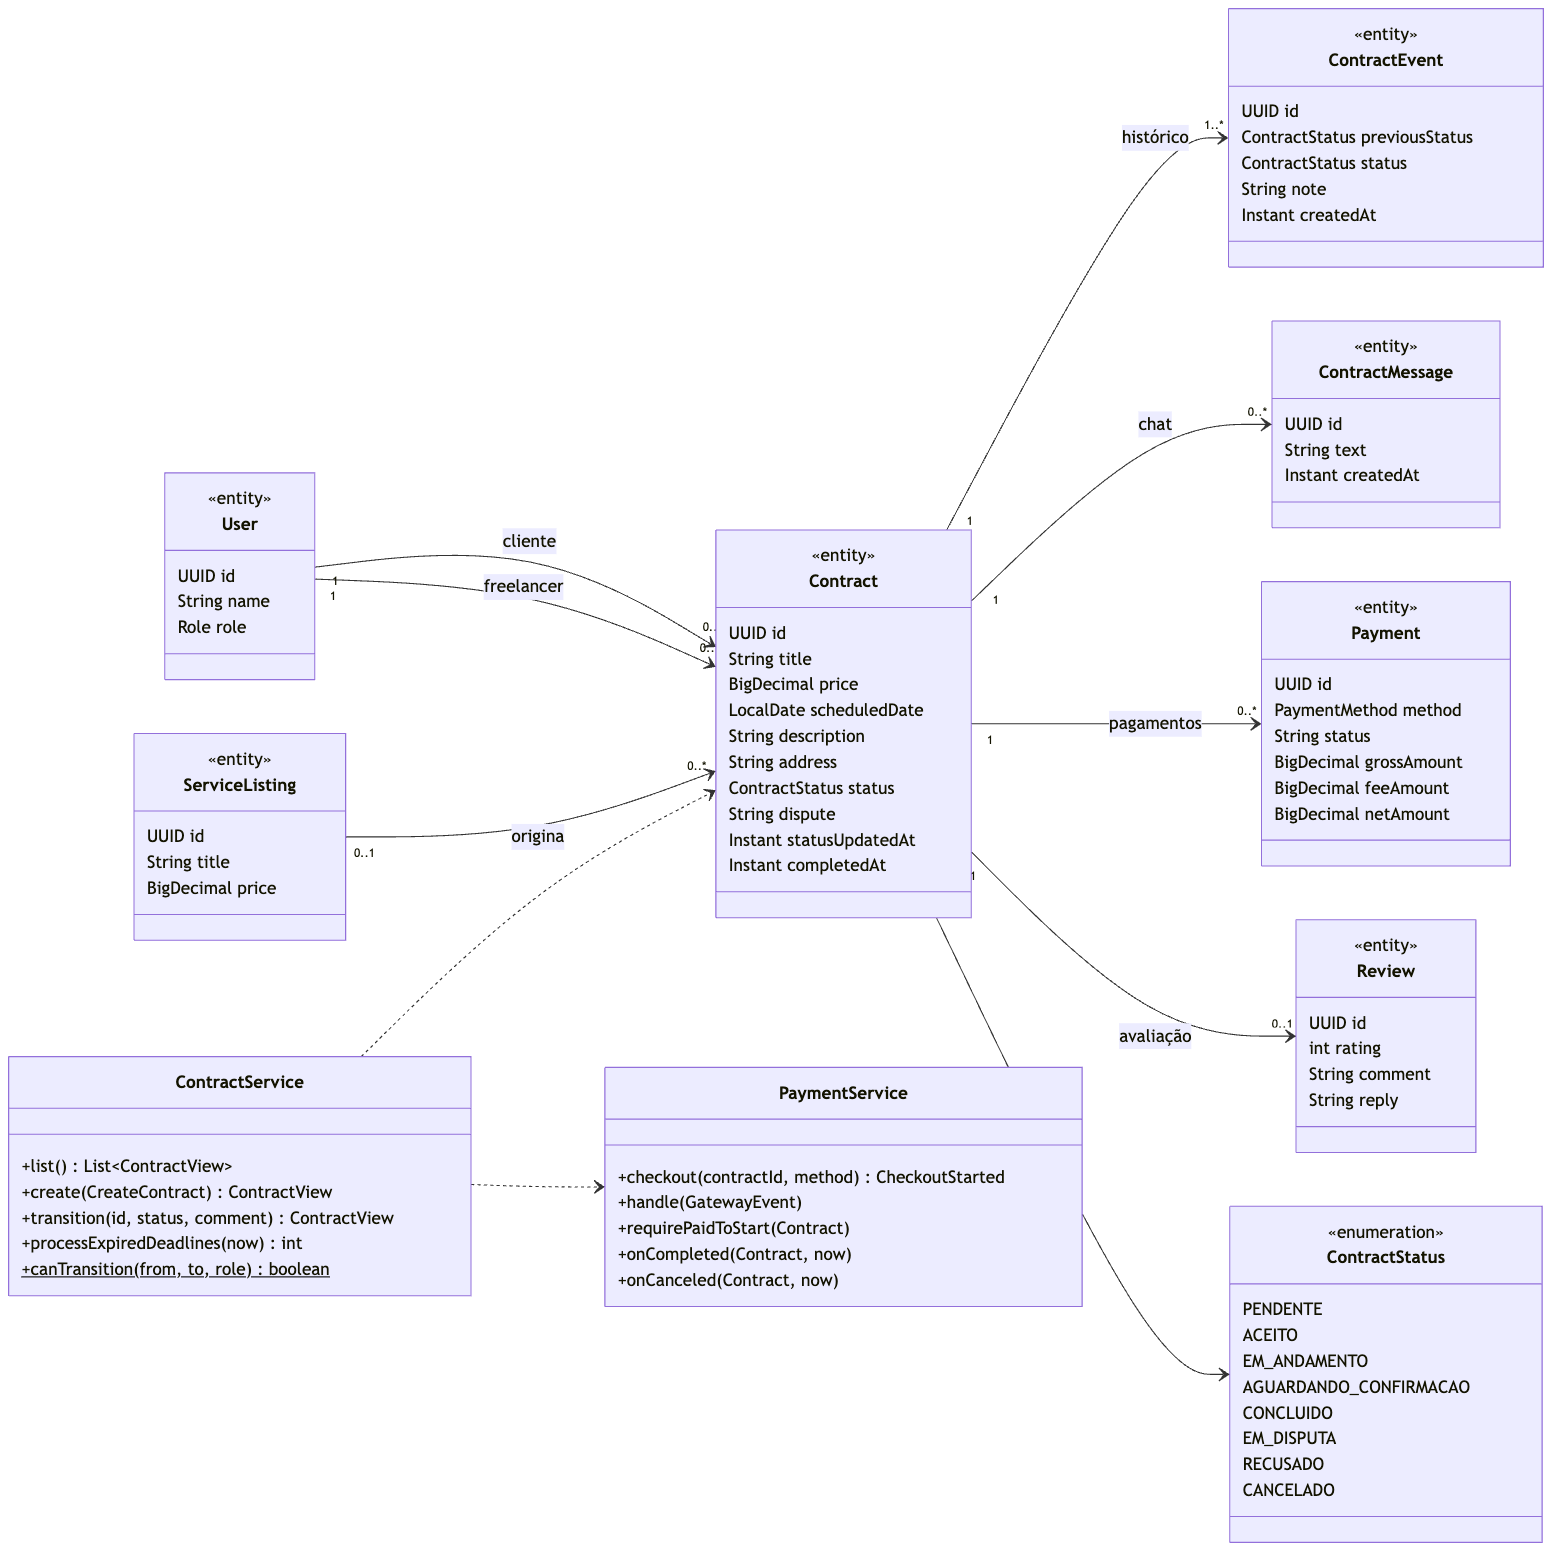 «entity»
ContractEvent
UUID id
ContractStatus previousStatus
ContractStatus status
String note
Instant createdAt
histórico
1..*
1
«entity»
ContractMessage
UUID id
String text
Instant createdAt
chat
0..*
1
«entity»
User
UUID id
String name
Role role
cliente
freelancer
1
1
0..
0..
«entity»
Contract
UUID id
String title
BigDecimal price
LocalDate scheduledDate
String description
String address
ContractStatus status
String dispute
Instant statusUpdatedAt
Instant completedAt
«entity»
Payment
UUID id
PaymentMethod method
String status
BigDecimal grossAmount
BigDecimal feeAmount
BigDecimal netAmount
pagamentos
0..*
1
«entity»
ServiceListing
UUID id
String title
BigDecimal price
origina
0..1
0..*
«entity»
Review
UUID id
int rating
String comment
String reply
avaliação
0..1
1
ContractService
+list() : List<ContractView>
+create(CreateContract) : ContractView
+transition(id, status, comment) : ContractView
+processExpiredDeadlines(now) : int
+canTransition(from, to, role) : boolean
PaymentService
+checkout(contractId, method) : CheckoutStarted
+handle(GatewayEvent)
+requirePaidToStart(Contract)
+onCompleted(Contract, now)
+onCanceled(Contract, now)
«enumeration»
ContractStatus
PENDENTE
ACEITO
EM_ANDAMENTO
AGUARDANDO_CONFIRMACAO
CONCLUIDO
EM_DISPUTA
RECUSADO
CANCELADO